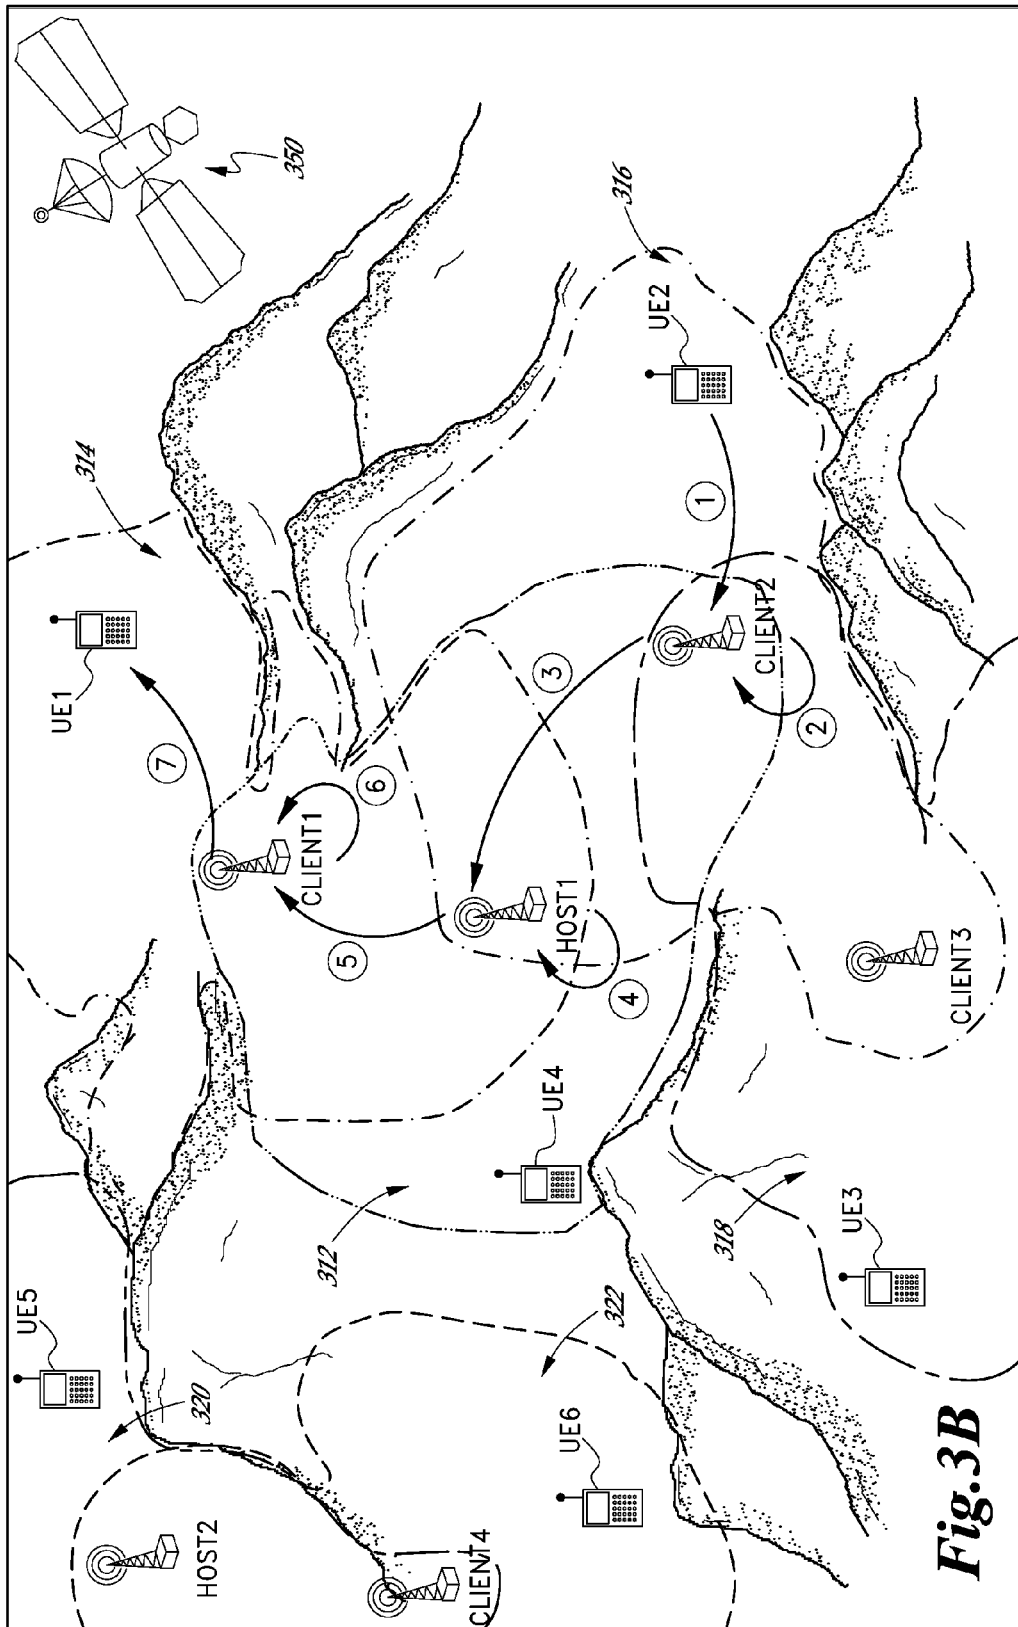 350
316
UE2
314
1
UE1
CLIENT2
3
2
7
6
CLIENT1
HOST1
5
4
CLIENT3
UE4
312
318
UE3
322
UE5
320
UE6
HOST2
CLIENT4
Fig.3B